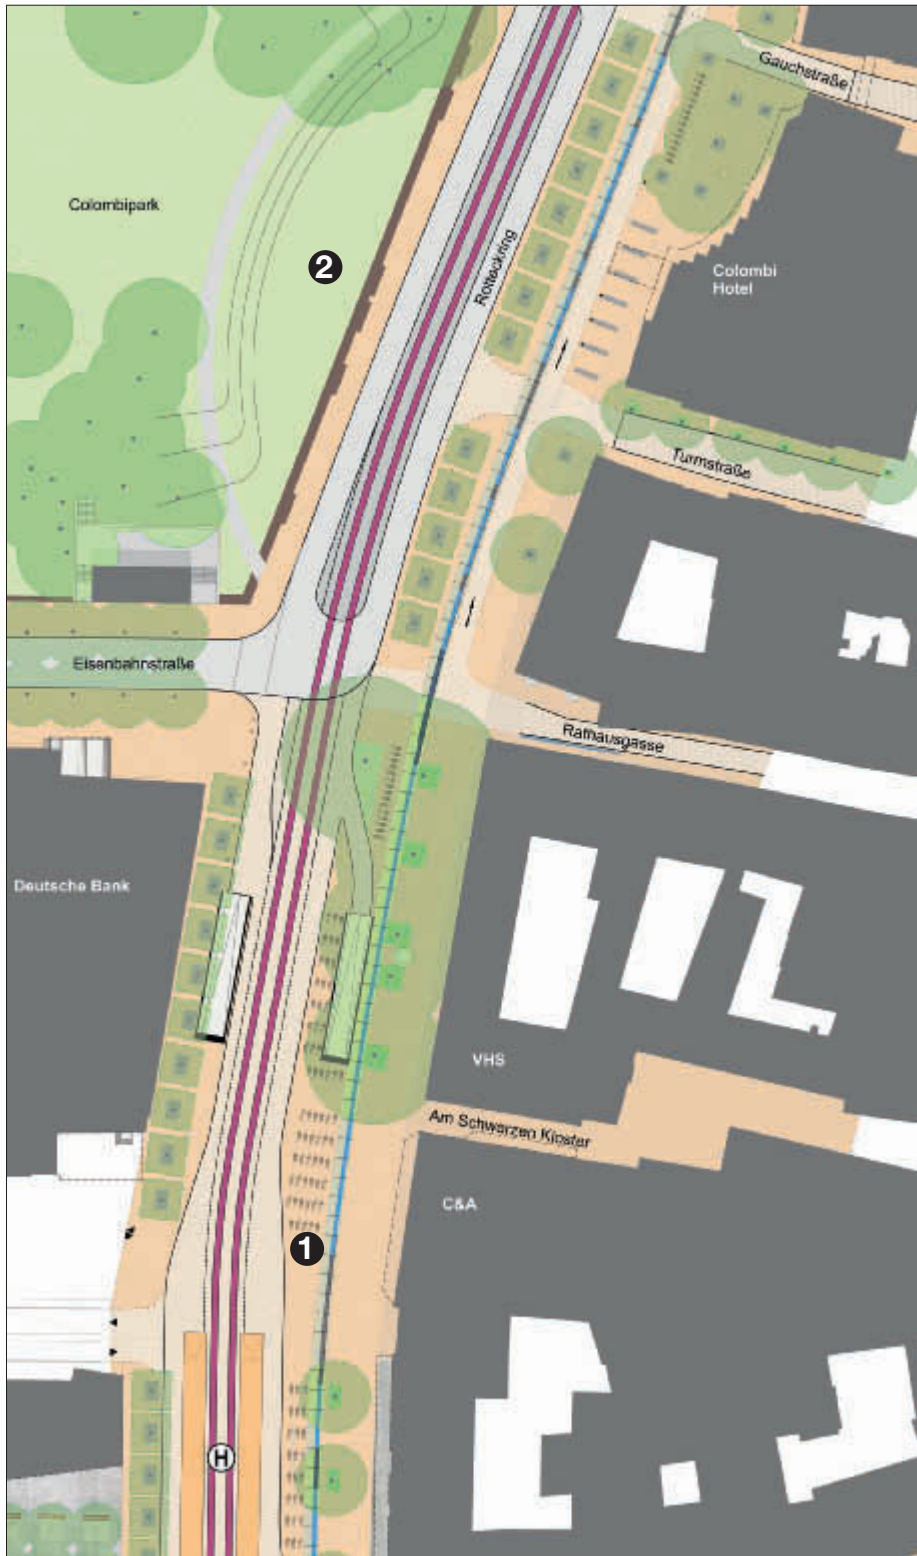 Gauchstraße
Colombipark
Rotteckring
2
Colombi
Hotel
Turmstraße
Eisenbahnstraße
Rathausgasse
Deutsche Bank
VHS
Am Schwarzen Kloster
C&A
1
H